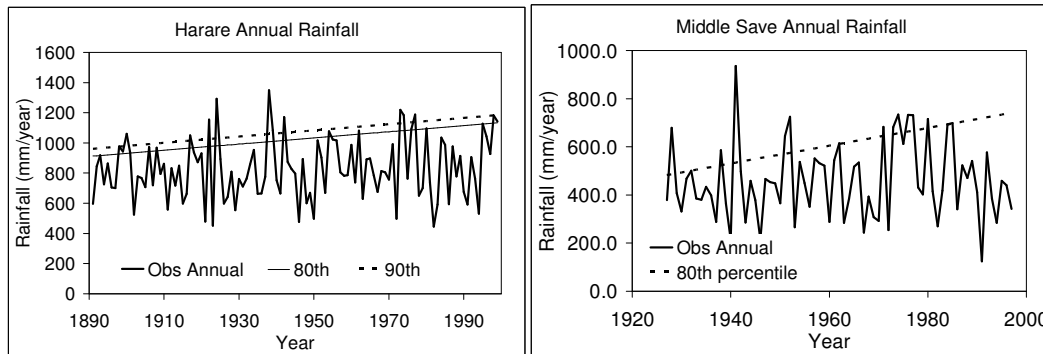 Harare Annual Rainfall
Rainfall (mm/year)
1600
1400
1200
1000
800
600
400
200
0
Obs Annual 80th 90th
1890 1910 1930 1950 1970 1990
Year
Middle Save Annual Rainfall
Rainfall (mm/year)
1000.0
800.0
600.0
400.0
200.0
0.0
Obs Annual
80th percentile
1920 1940 1960 1980 2000
Year